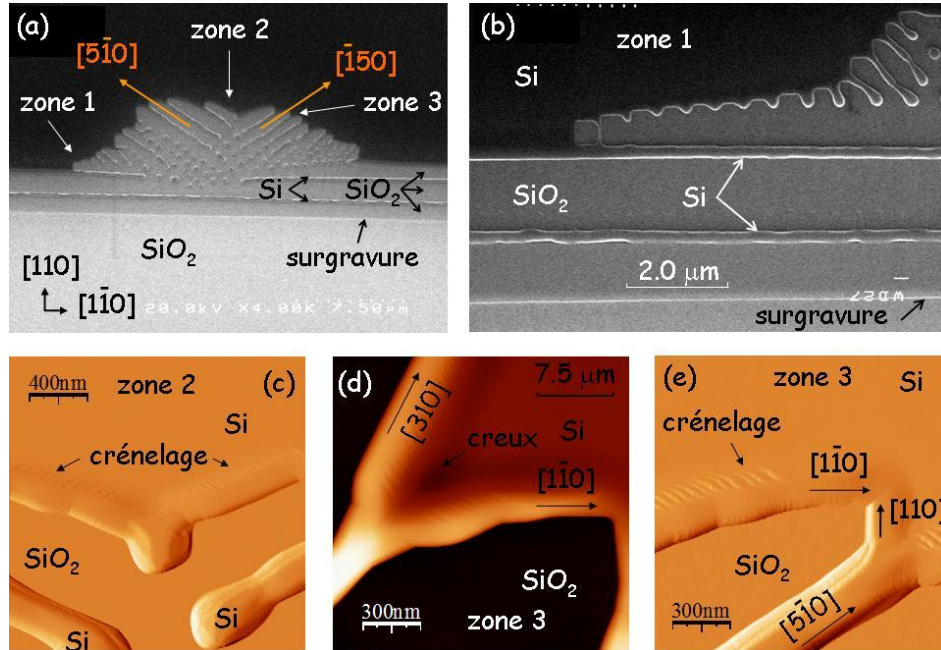 (a)
zone 2
[51̅0]
[1̅50]
zone 1
zone 3
Si
SiO₂
surgravure
SiO₂
[110]
[11̅0]
20.0kV X4.00K 7.50µm
(b)
zone 1
Si
SiO₂
Si
2.0 µm
surgravure
400nm
zone 2
(c)
Si
crénelage
SiO₂
Si
Si
(d)
7.5 µm
[310]
Si
creux
[11̅0]
SiO₂
300nm
zone 3
(e)
zone 3
Si
crénelage
[11̅0]
[110]
SiO₂
[51̅0]
300nm